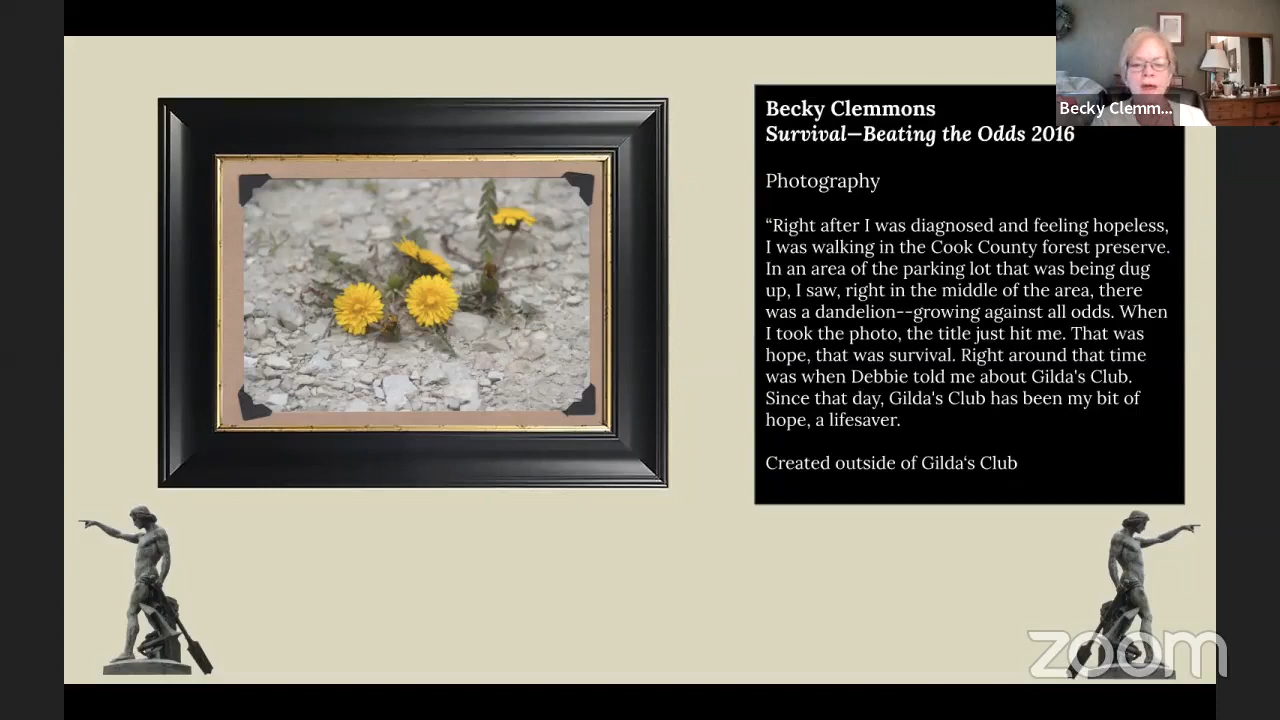 Becky Clemmons
Survival—Beating the Odds 2016
Photography
“Right after I was diagnosed and feeling hopeless,
I was walking in the Cook County forest preserve.
In an area of the parking lot that was being dug
up, I saw, right in the middle of the area, there
was a dandelion--growing against all odds. When
I took the photo, the title just hit me. That was
hope, that was survival. Right around that time
was when Debbie told me about Gilda's Club.
Since that day, Gilda's Club has been my bit of
hope, a lifesaver.
Created outside of Gilda‘s Club
Becky Clemm...
zoom